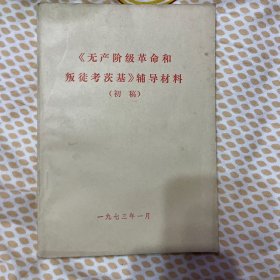 《无产阶级革命和
叛徒考茨基》辅导材料
（初稿）
一九七三年一月